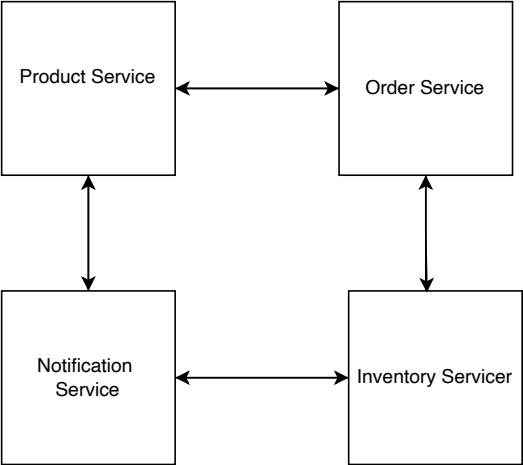 Product Service
Order Service
Notification
Service
Inventory Servicer